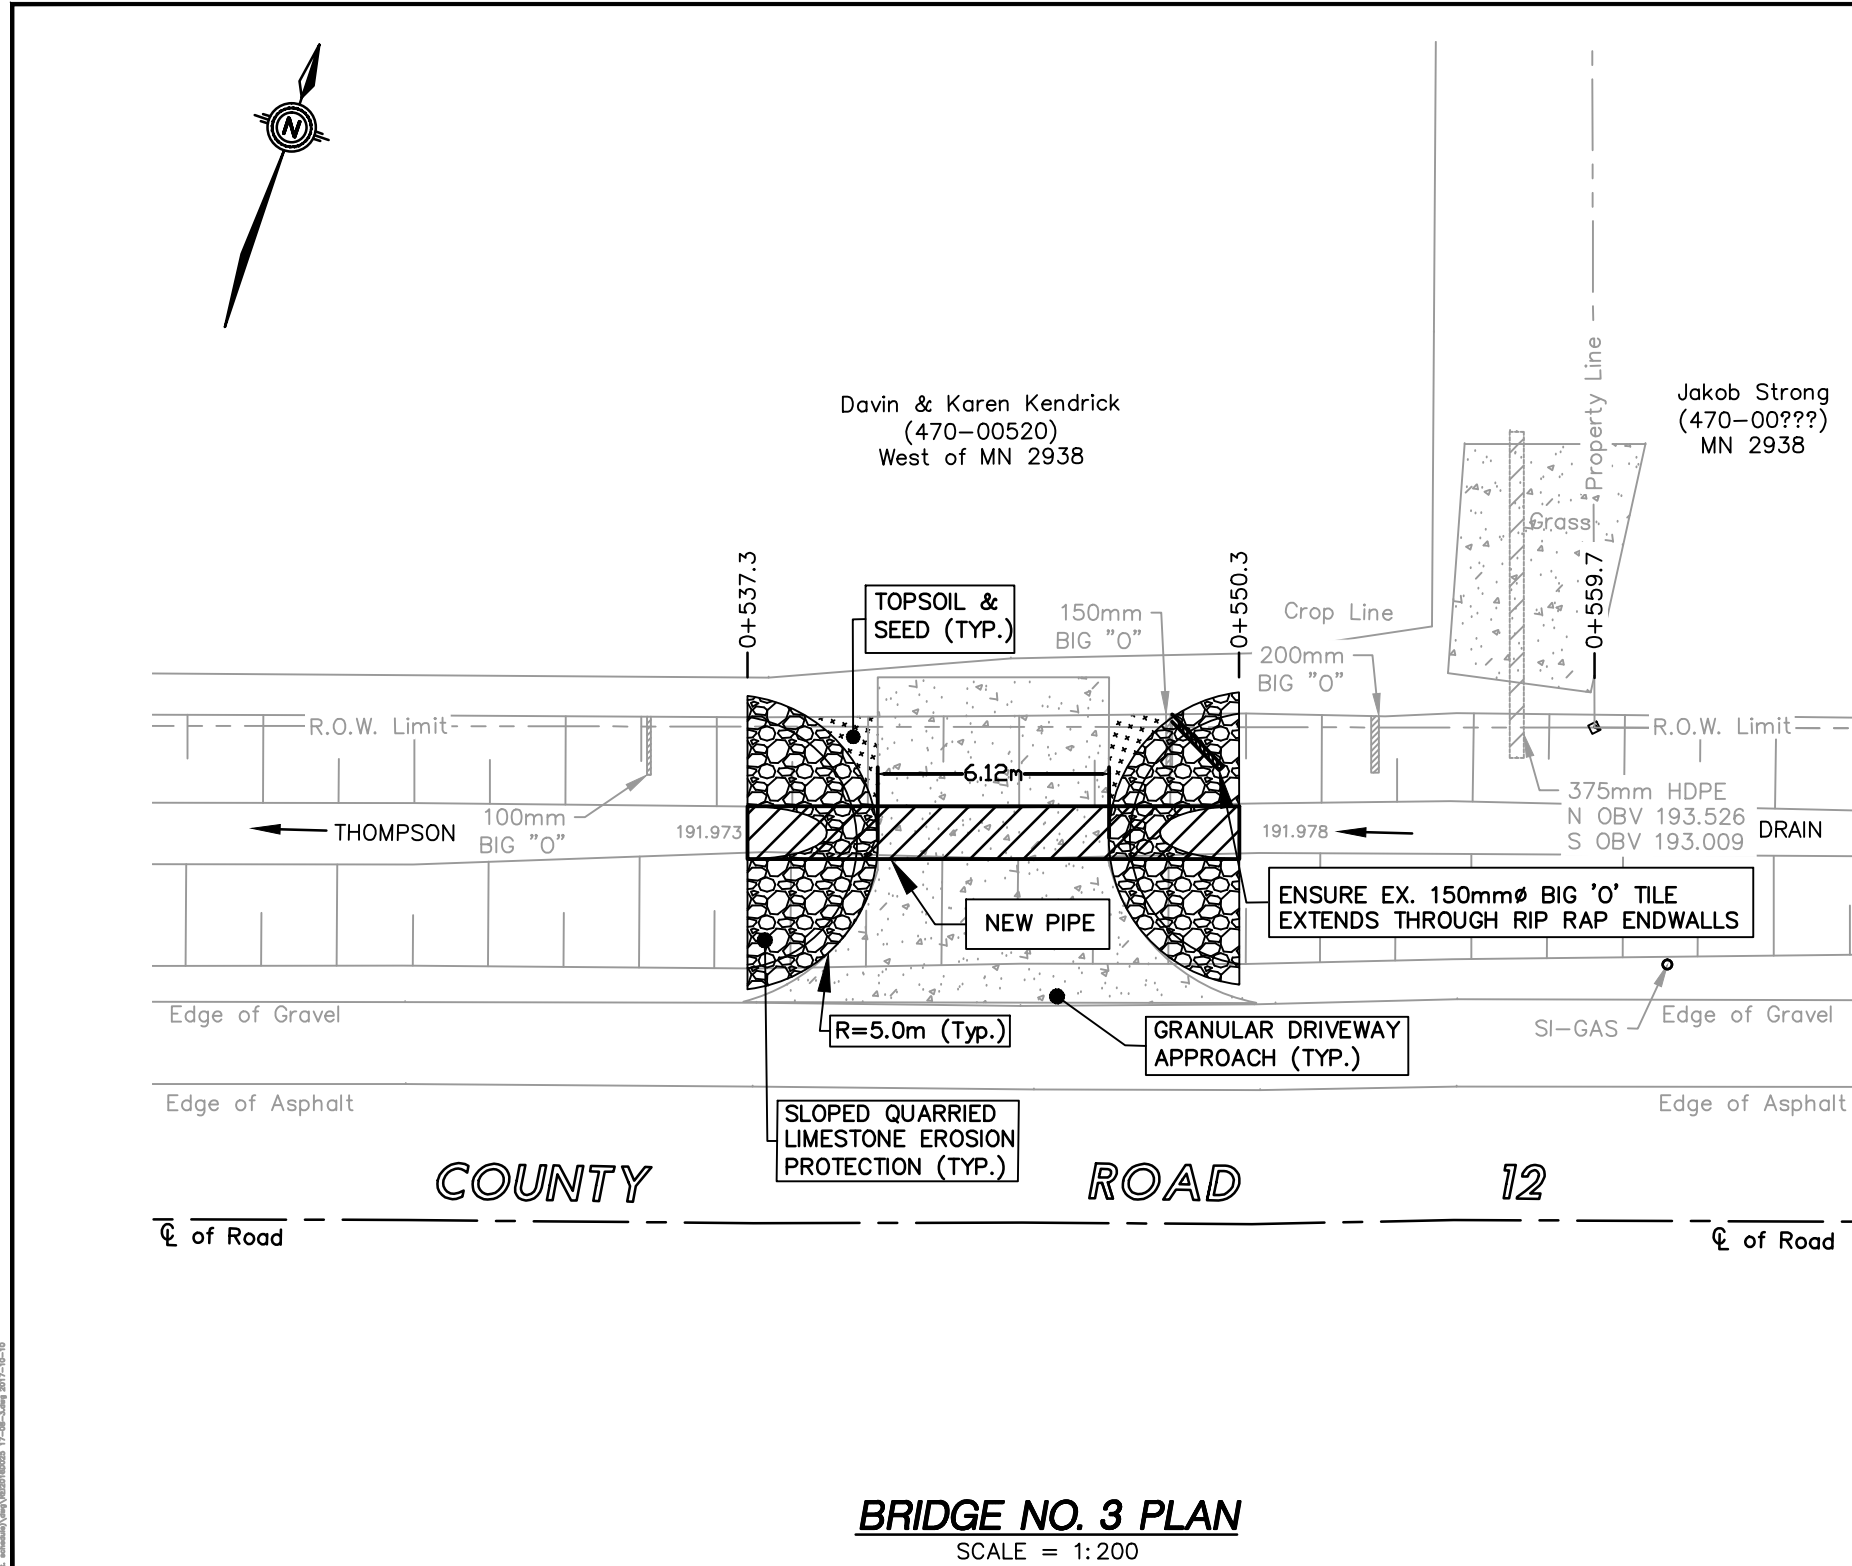 N
Davin & Karen Kendrick
(470-00520)
West of MN 2938
Jakob Strong
(470-00???)
MN 2938
Property Line
Grass
0+537.3
0+550.3
0+559.7
TOPSOIL &
SEED (TYP.)
150mm
BIG "O"
Crop Line
200mm
BIG "O"
R.O.W. Limit
R.O.W. Limit
6.12m
100mm
BIG "O"
THOMPSON
191.973
191.978
375mm HDPE
N OBV 193.526
S OBV 193.009
DRAIN
ENSURE EX. 150mmø BIG 'O' TILE
EXTENDS THROUGH RIP RAP ENDWALLS
NEW PIPE
Edge of Gravel
R=5.0m (Typ.)
GRANULAR DRIVEWAY
APPROACH (TYP.)
SI-GAS
Edge of Gravel
Edge of Asphalt
Edge of Asphalt
SLOPED QUARRIED
LIMESTONE EROSION
PROTECTION (TYP.)
COUNTY ROAD 12
℄ of Road
℄ of Road
BRIDGE NO. 3 PLAN
SCALE = 1:200